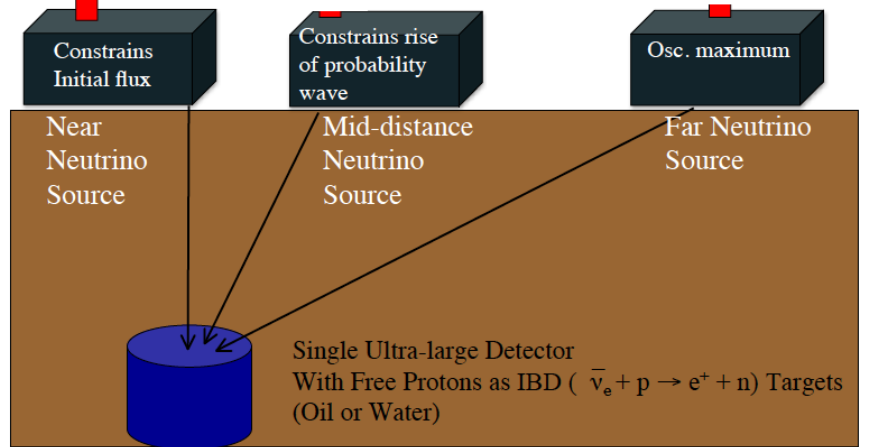 Constrains
Initial flux
Constrains rise
of probability
wave
Osc. maximum
Near
Neutrino
Source
Mid-distance
Neutrino
Source
Far Neutrino
Source
Single Ultra-large Detector
With Free Protons as IBD ( ν̅e + p → e⁺ + n) Targets
(Oil or Water)